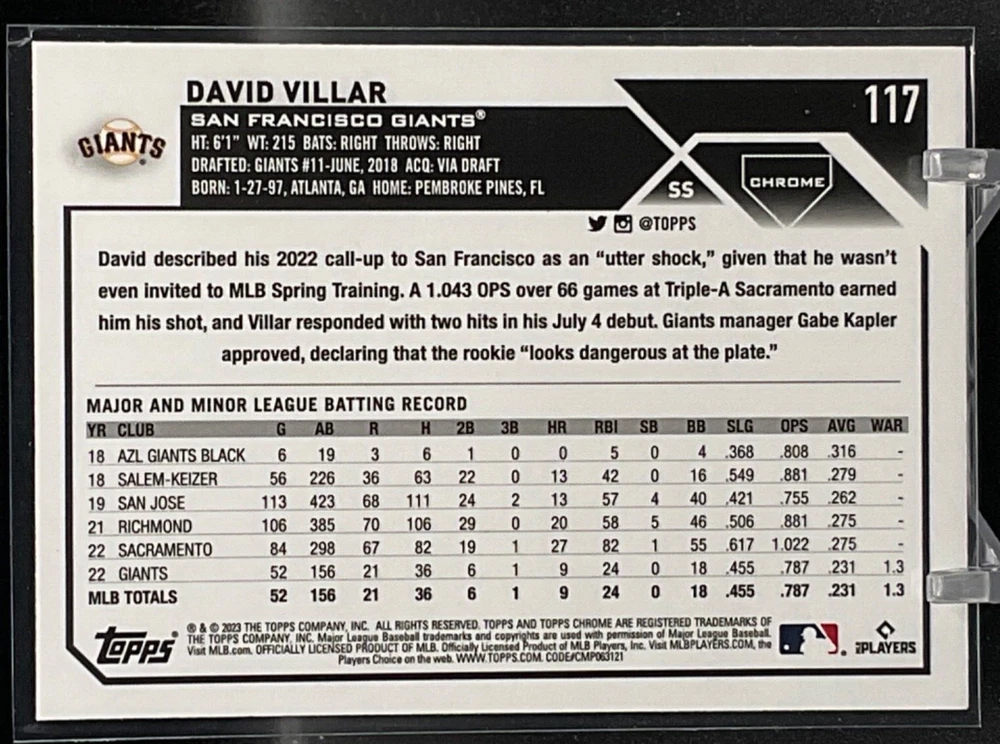 DAVID VILLAR
117
GIANTS
SAN FRANCISCO GIANTS®
HT: 6'1" WT: 215 BATS: RIGHT THROWS: RIGHT
DRAFTED: GIANTS #11-JUNE, 2018 ACQ: VIA DRAFT
BORN: 1-27-97, ATLANTA, GA HOME: PEMBROKE PINES, FL
SS
CHROME
@TOPPS
David described his 2022 call-up to San Francisco as an “utter shock,” given that he wasn’t
even invited to MLB Spring Training. A 1.043 OPS over 66 games at Triple-A Sacramento earned
him his shot, and Villar responded with two hits in his July 4 debut. Giants manager Gabe Kapler
approved, declaring that the rookie “looks dangerous at the plate.”
MAJOR AND MINOR LEAGUE BATTING RECORD
YR CLUB G AB R H 2B 3B HR RBI SB BB SLG OPS AVG WAR
18 AZL GIANTS BLACK 6 19 3 6 1 0 0 5 0 4 .368 .808 .316 -
18 SALEM-KEIZER 56 226 36 63 22 0 13 42 0 16 .549 .881 .279 -
19 SAN JOSE 113 423 68 111 24 2 13 57 4 40 .421 .755 .262 -
21 RICHMOND 106 385 70 106 29 0 20 58 5 46 .506 .881 .275 -
22 SACRAMENTO 84 298 67 82 19 1 27 82 1 55 .617 1.022 .275 -
22 GIANTS 52 156 21 36 6 1 9 24 0 18 .455 .787 .231 1.3
MLB TOTALS 52 156 21 36 6 1 9 24 0 18 .455 .787 .231 1.3
topps
® & © 2023 THE TOPPS COMPANY, INC. ALL RIGHTS RESERVED. TOPPS AND TOPPS CHROME ARE REGISTERED TRADEMARKS OF
THE TOPPS COMPANY, INC. Major League Baseball trademarks and copyrights are used with permission of Major League Baseball.
Visit MLB.com. OFFICIALLY LICENSED PRODUCT OF MLB. Officially Licensed Product of MLB Players, Inc. Visit MLBPLAYERS.COM, the
Players Choice on the web. WWW.TOPPS.COM. CODE#CMP063121
MLB PLAYERS